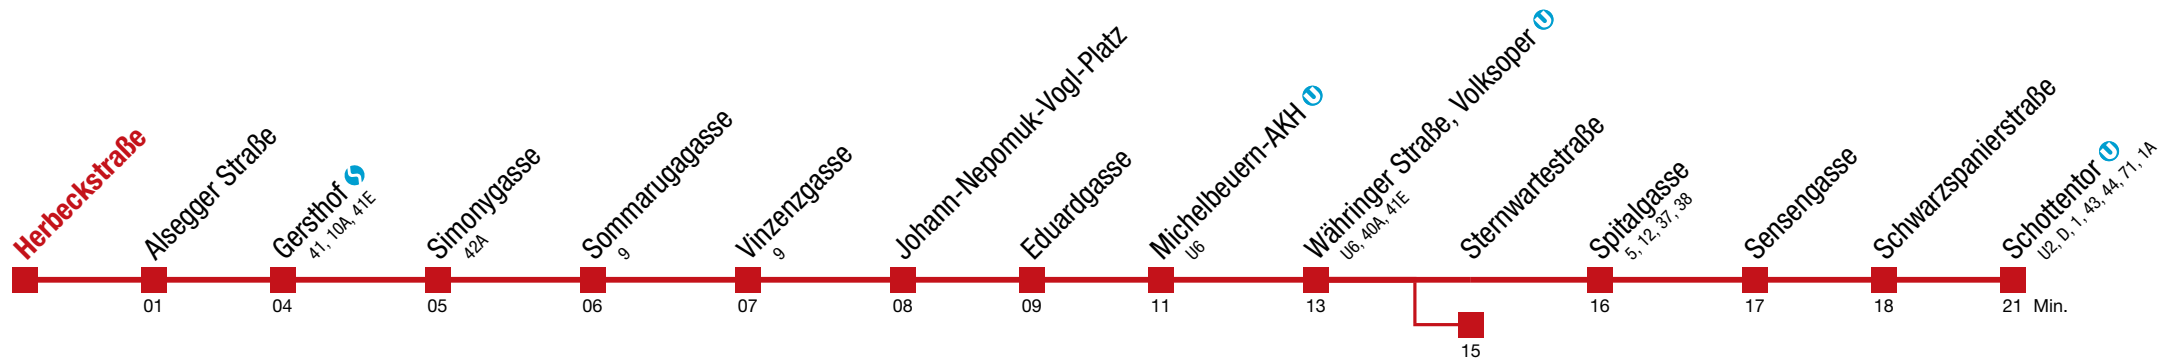 Herbeckstraße
Alsegger Straße
01
Gersthof
41, 10A, 41E
04
Simonygasse
42A
05
Sommarugagasse
9
06
Vinzenzgasse
9
07
Johann-Nepomuk-Vogl-Platz
08
Eduardgasse
09
Michelbeuern-AKH U
U6
11
Währinger Straße, Volksoper U
U6, 40A, 41E
13
Sternwartestraße
15
Spitalgasse
5, 12, 37, 38
16
Sensengasse
17
Schwarzspanierstraße
18
Schottentor U
U2, D, 1, 43, 44, 71, 1A
21 Min.